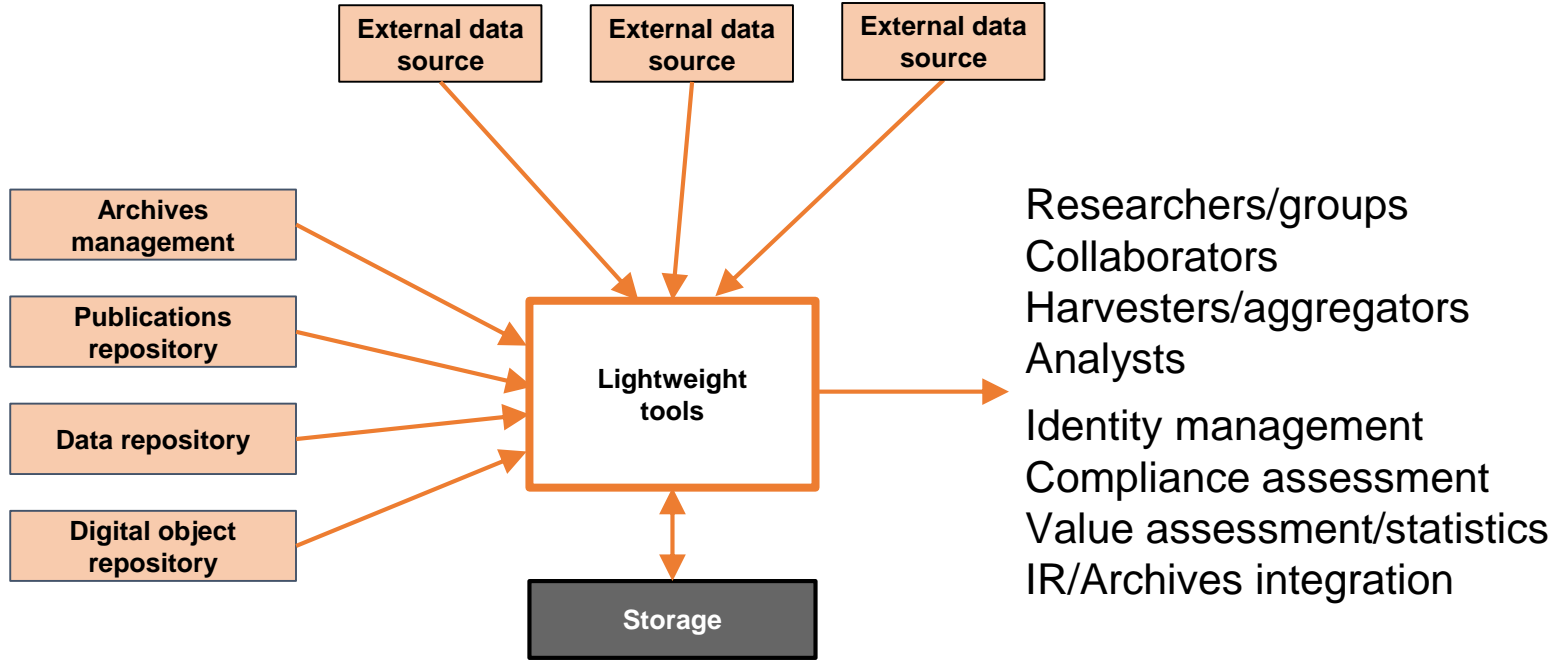 External data
source
External data
source
External data
source
Archives
management
Publications
repository
Data repository
Digital object
repository
Lightweight
tools
Storage
Researchers/groups
Collaborators
Harvesters/aggregators
Analysts
Identity management
Compliance assessment
Value assessment/statistics
IR/Archives integration